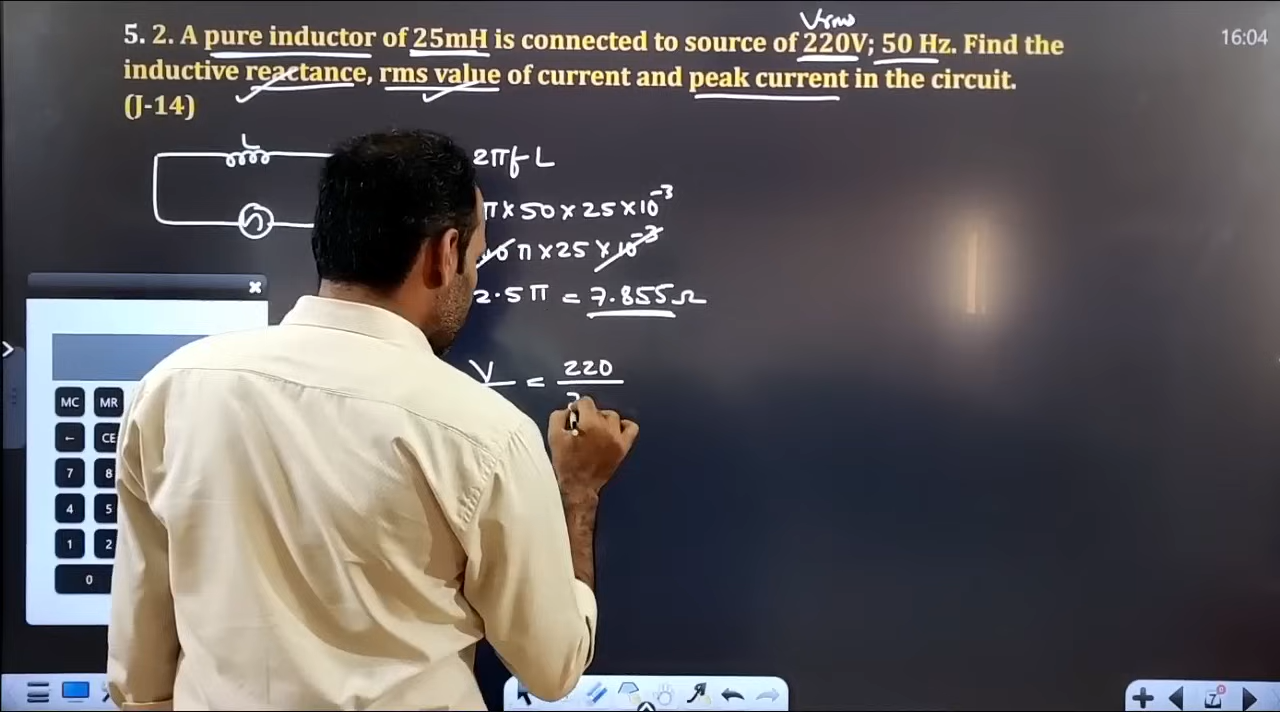 Vrms
16:04
5. 2. A pure inductor of 25mH is connected to source of 220V; 50 Hz. Find the
inductive reactance, rms value of current and peak current in the circuit.
(J-14)
L
2πfL
π×50×25×10⁻³
π×25×10⁻³
2.5π = 7.855Ω
V = 220
7
MC MR
← CE
7 8
4 5
1 2
0